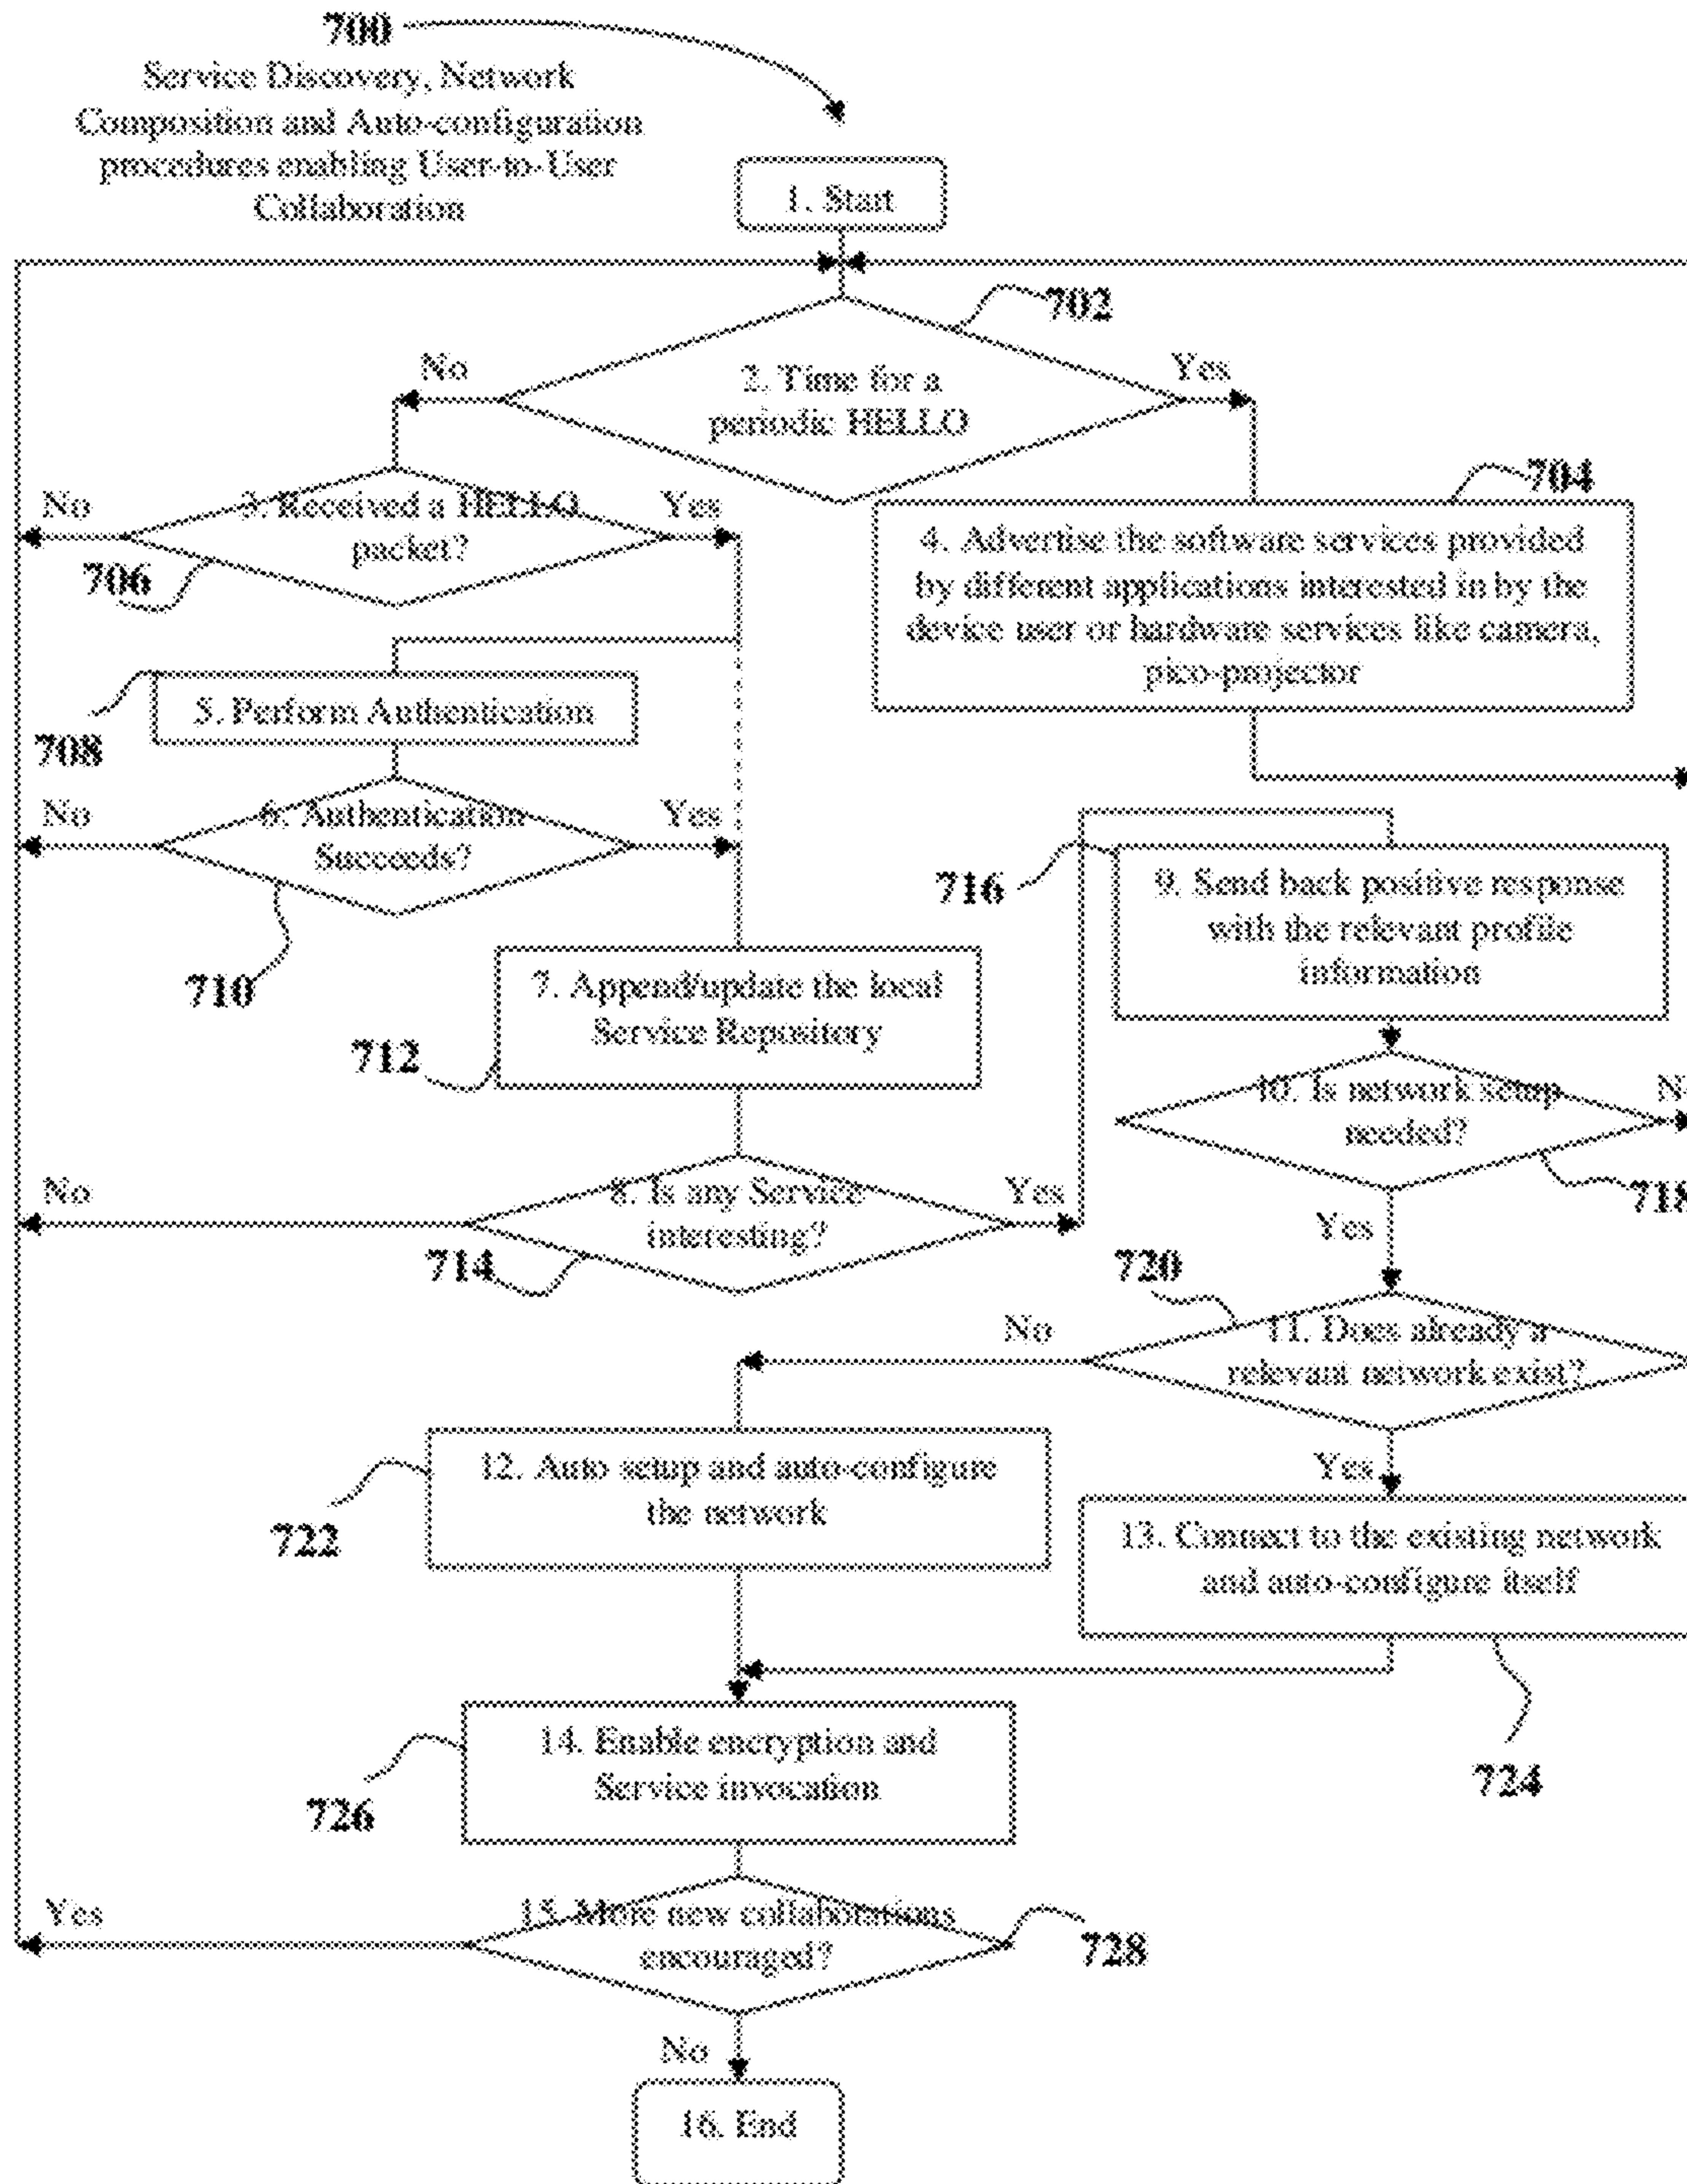 700
Service Discovery, Network
Composition and Auto-configuration
procedures enabling User-to-User
Collaboration
1. Start
702
No
2. Time for a
periodic HELLO
Yes
704
No
3. Received a HELLO
packet?
Yes
706
4. Advertise the software services provided
by different applications interested in by the
device user or hardware services like camera,
pico-projector
5. Perform Authentication
708
No
6. Authentication
Succeeds?
Yes
710
716
9. Send back positive response
with the relevant profile
information
7. Append/update the local
Service Repository
712
10. Is network setup
needed?
718
No
8. Is any Service
interesting?
Yes
714
Yes
720
No
11. Does already a
relevant network exist?
12. Auto setup and auto-configure
the network
722
Yes
13. Connect to the existing network
and auto-configure itself
724
14. Enable encryption and
Service invocation
726
Yes
15. More new collaborations
encouraged?
728
No
16. End